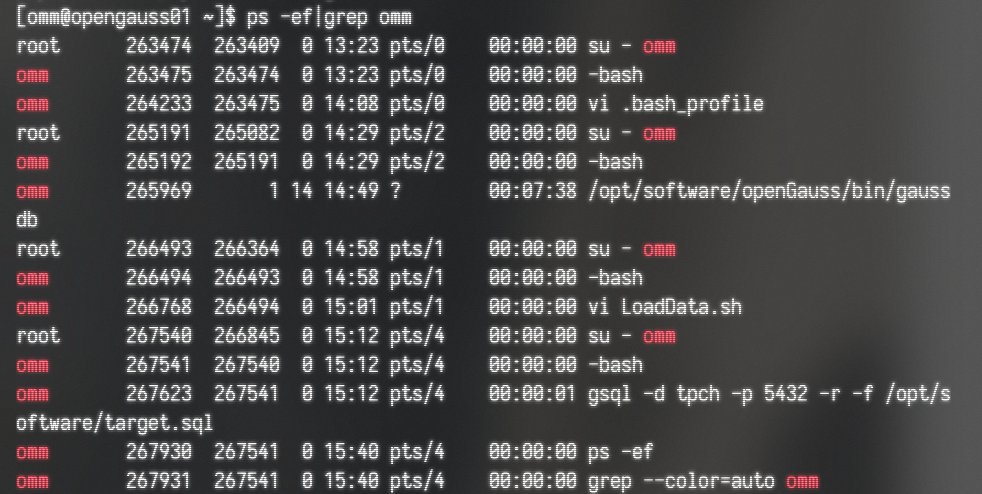 [omm@opengauss01 ~]$ ps -ef|grep omm
root      263474  263409  0 13:23 pts/0    00:00:00 su - omm
omm       263475  263474  0 13:23 pts/0    00:00:00 -bash
omm       264233  263475  0 14:08 pts/0    00:00:00 vi .bash_profile
root      265191  265082  0 14:29 pts/2    00:00:00 su - omm
omm       265192  265191  0 14:29 pts/2    00:00:00 -bash
omm       265969       1 14 14:49 ?        00:07:38 /opt/software/openGauss/bin/gauss
db
root      266493  266364  0 14:58 pts/1    00:00:00 su - omm
omm       266494  266493  0 14:58 pts/1    00:00:00 -bash
omm       266768  266494  0 15:01 pts/1    00:00:00 vi LoadData.sh
root      267540  266845  0 15:12 pts/4    00:00:00 su - omm
omm       267541  267540  0 15:12 pts/4    00:00:00 -bash
omm       267623  267541  0 15:12 pts/4    00:00:01 gsql -d tpch -p 5432 -r -f /opt/s
oftware/target.sql
omm       267930  267541  0 15:40 pts/4    00:00:00 ps -ef
omm       267931  267541  0 15:40 pts/4    00:00:00 grep --color=auto omm